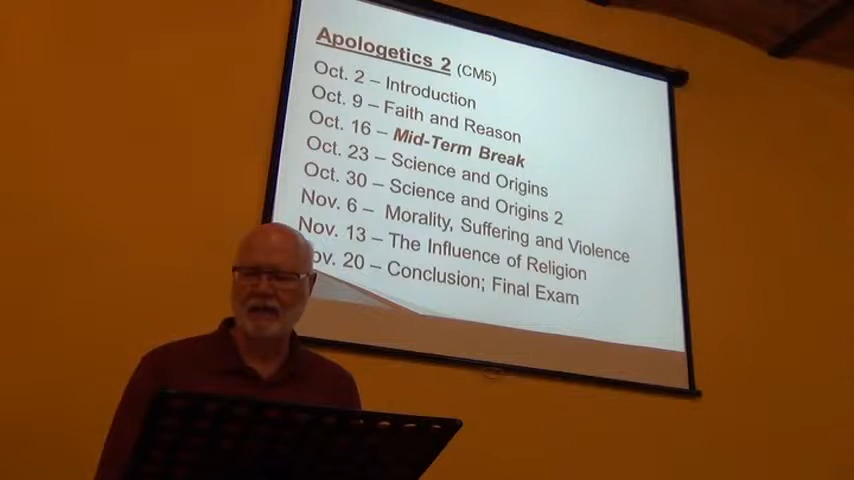 Apologetics 2 (CM5)
Oct. 2 – Introduction
Oct. 9 – Faith and Reason
Oct. 16 – Mid-Term Break
Oct. 23 – Science and Origins
Oct. 30 – Science and Origins 2
Nov. 6 – Morality, Suffering and Violence
Nov. 13 – The Influence of Religion
ov. 20 – Conclusion; Final Exam